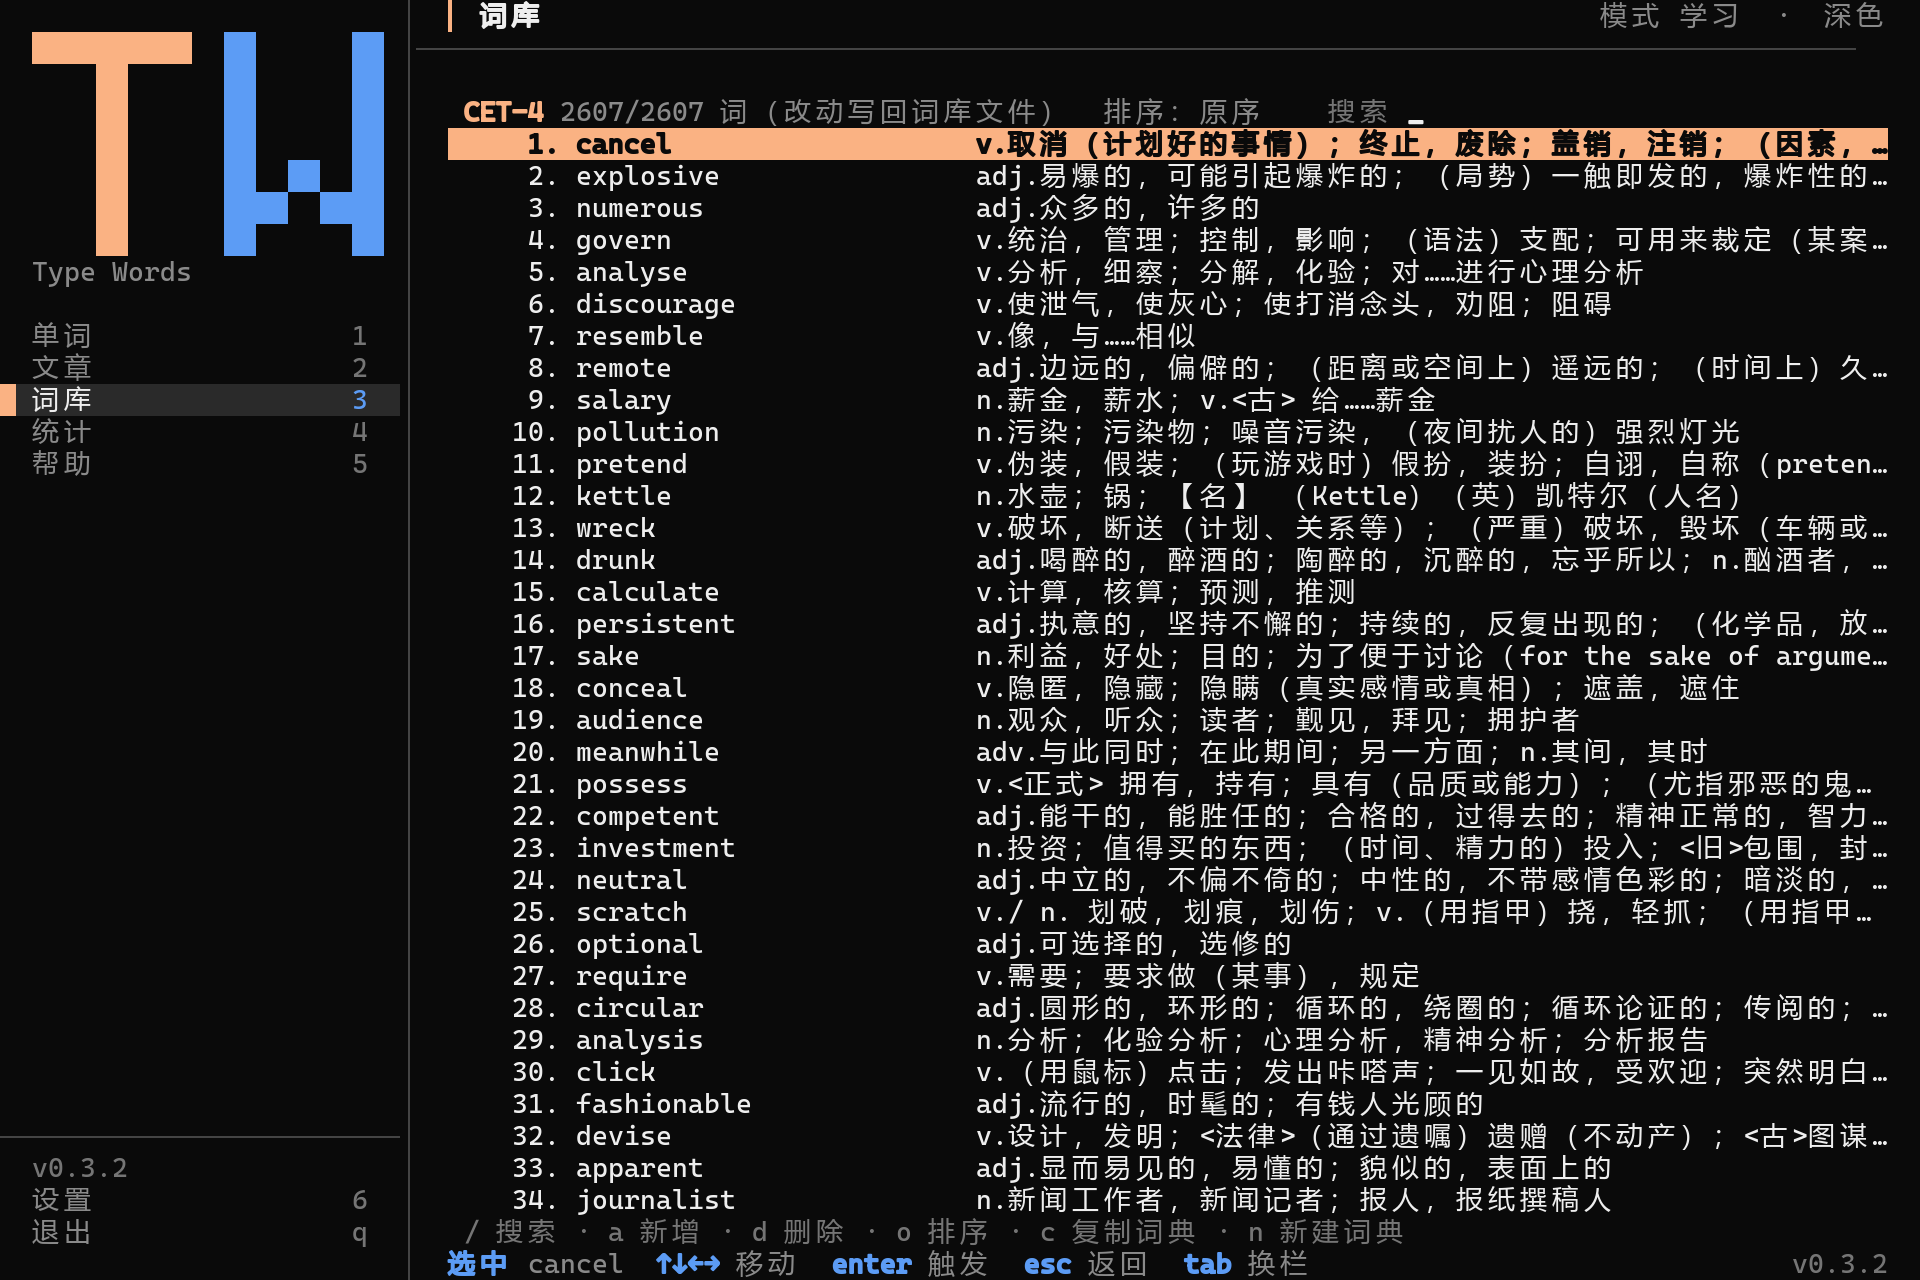 TW
Type Words
单词 1
文章 2
词库 3
统计 4
帮助 5
v0.3.2
设置 6
退出 q
词库 模式 学习 · 深色
CET-4 2607/2607 词（改动写回词库文件） 排序: 原序 搜索 _
1. cancel v.取消（计划好的事情）；终止，废除；盖销，注销；（因素，…
2. explosive adj.易爆的，可能引起爆炸的；（局势）一触即发的，爆炸性的…
3. numerous adj.众多的，许多的
4. govern v.统治，管理；控制，影响；（语法）支配；可用来裁定（某案…
5. analyse v.分析，细察；分解，化验；对……进行心理分析
6. discourage v.使泄气，使灰心；使打消念头，劝阻；阻碍
7. resemble v.像，与……相似
8. remote adj.边远的，偏僻的；（距离或空间上）遥远的；（时间上）久…
9. salary n.薪金，薪水；v.<古> 给……薪金
10. pollution n.污染；污染物；噪音污染，（夜间扰人的）强烈灯光
11. pretend v.伪装，假装；（玩游戏时）假扮，装扮；自诩，自称（preten…
12. kettle n.水壶；锅；【名】（Kettle）（英）凯特尔（人名）
13. wreck v.破坏，断送（计划、关系等）；（严重）破坏，毁坏（车辆或…
14. drunk adj.喝醉的，醉酒的；陶醉的，沉醉的，忘乎所以；n.酗酒者，…
15. calculate v.计算，核算；预测，推测
16. persistent adj.执意的，坚持不懈的；持续的，反复出现的；（化学品，放…
17. sake n.利益，好处；目的；为了便于讨论（for the sake of argume…
18. conceal v.隐匿，隐藏；隐瞒（真实感情或真相）；遮盖，遮住
19. audience n.观众，听众；读者；觐见，拜见；拥护者
20. meanwhile adv.与此同时；在此期间；另一方面；n.其间，其时
21. possess v.<正式> 拥有，持有；具有（品质或能力）；（尤指邪恶的鬼…
22. competent adj.能干的，能胜任的；合格的，过得去的；精神正常的，智力…
23. investment n.投资；值得买的东西；（时间、精力的）投入；<旧>包围，封…
24. neutral adj.中立的，不偏不倚的；中性的，不带感情色彩的；暗淡的，…
25. scratch v./ n. 划破，划痕，划伤；v.（用指甲）挠，轻抓；（用指甲…
26. optional adj.可选择的，选修的
27. require v.需要；要求做（某事），规定
28. circular adj.圆形的，环形的；循环的，绕圈的；循环论证的；传阅的；…
29. analysis n.分析；化验分析；心理分析，精神分析；分析报告
30. click v.（用鼠标）点击；发出咔嗒声；一见如故，受欢迎；突然明白…
31. fashionable adj.流行的，时髦的；有钱人光顾的
32. devise v.设计，发明；<法律>（通过遗嘱）遗赠（不动产）；<古>图谋…
33. apparent adj.显而易见的，易懂的；貌似的，表面上的
34. journalist n.新闻工作者，新闻记者；报人，报纸撰稿人
/ 搜索 · a 新增 · d 删除 · o 排序 · c 复制词典 · n 新建词典
选中 cancel ↑↓←→ 移动 enter 触发 esc 返回 tab 换栏 v0.3.2